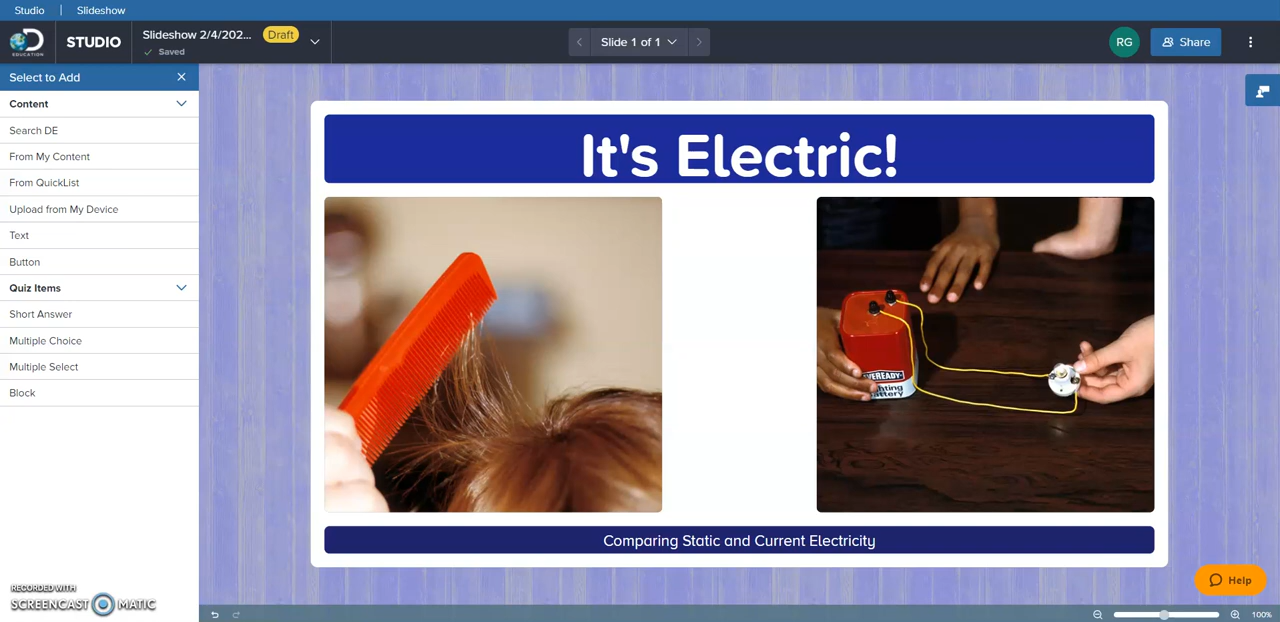 Studio
Slideshow
EDUCATION
STUDIO
Slideshow 2/4/202...
Draft
Saved
Slide 1 of 1
RG
Share
Select to Add
Content
Search DE
From My Content
From QuickList
Upload from My Device
Text
Button
Quiz Items
Short Answer
Multiple Choice
Multiple Select
Block
It's Electric!
EVEREADY
Comparing Static and Current Electricity
RECORDED WITH
SCREENCAST MATIC
Help
100%